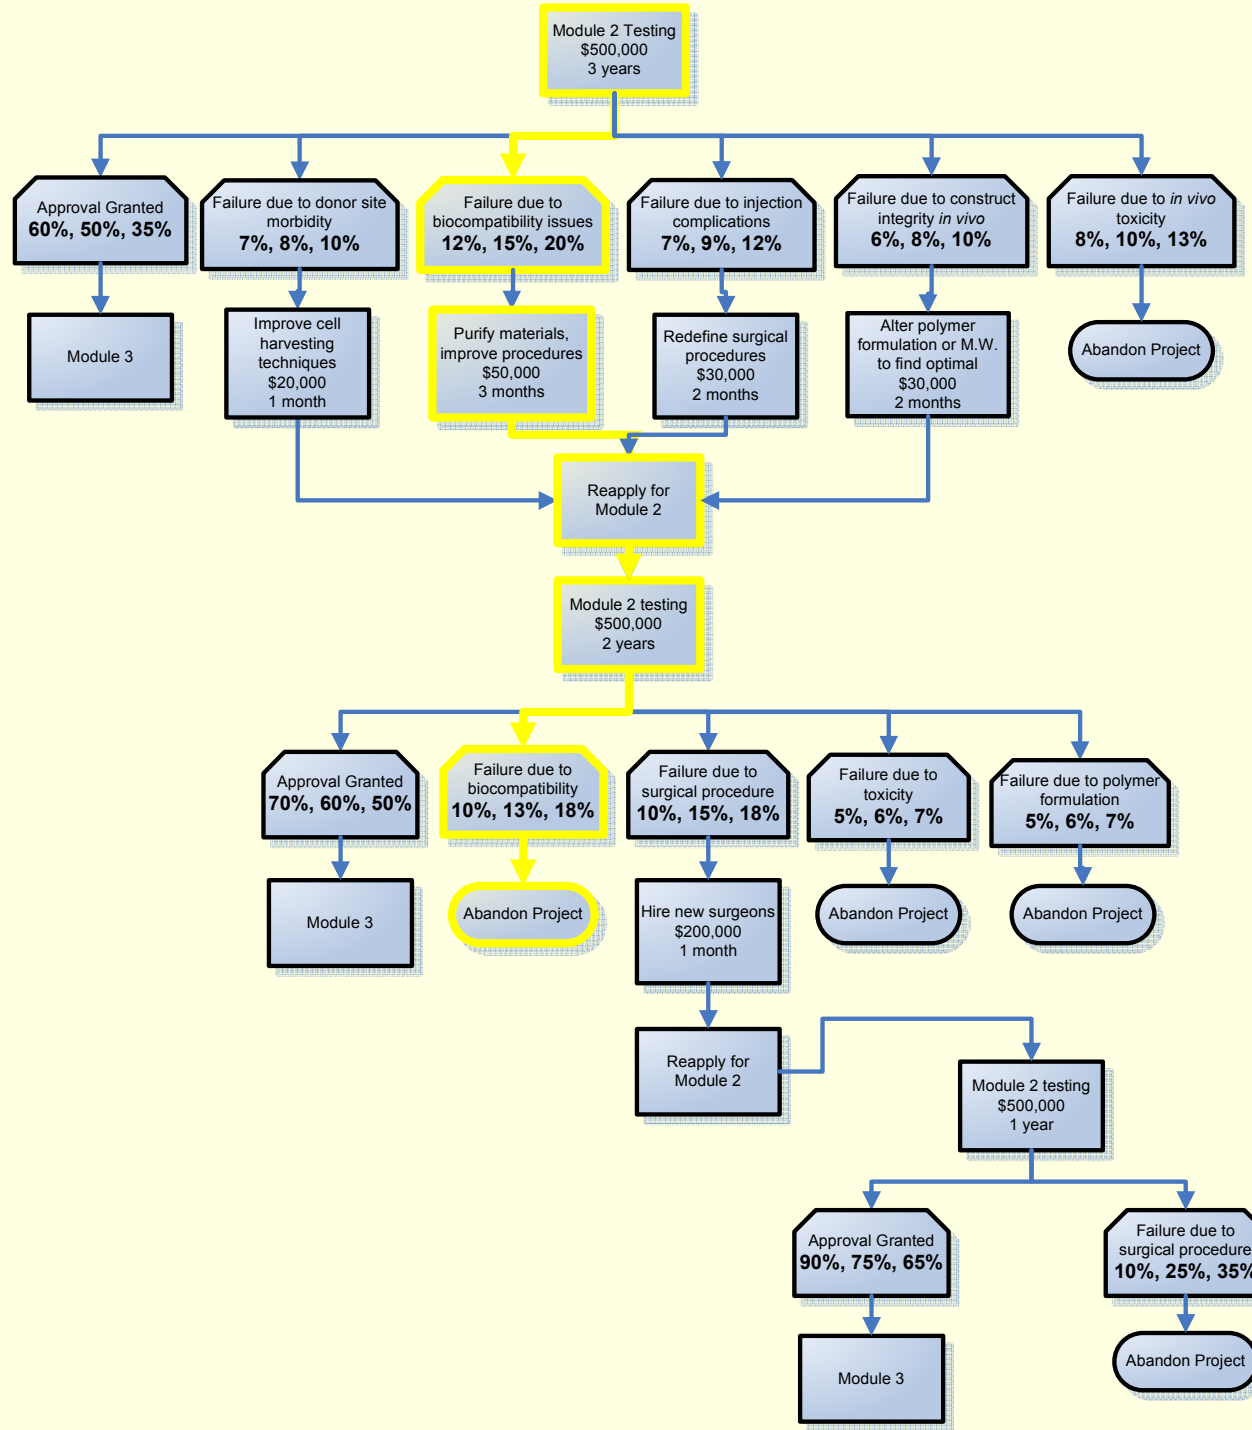 Module 2 Testing
$500,000
3 years
Approval Granted
60%, 50%, 35%
Failure due to donor site
morbidity
7%, 8%, 10%
Failure due to
biocompatibility issues
12%, 15%, 20%
Failure due to injection
complications
7%, 9%, 12%
Failure due to construct
integrity in vivo
6%, 8%, 10%
Failure due to in vivo
toxicity
8%, 10%, 13%
Module 3
Improve cell
harvesting
techniques
$20,000
1 month
Purify materials,
improve procedures
$50,000
3 months
Redefine surgical
procedures
$30,000
2 months
Alter polymer
formulation or M.W.
to find optimal
$30,000
2 months
Abandon Project
Reapply for
Module 2
Module 2 testing
$500,000
2 years
Approval Granted
70%, 60%, 50%
Failure due to
biocompatibility
10%, 13%, 18%
Failure due to
surgical procedure
10%, 15%, 18%
Failure due to
toxicity
5%, 6%, 7%
Failure due to polymer
formulation
5%, 6%, 7%
Module 3
Abandon Project
Hire new surgeons
$200,000
1 month
Abandon Project
Abandon Project
Reapply for
Module 2
Module 2 testing
$500,000
1 year
Approval Granted
90%, 75%, 65%
Failure due to
surgical procedure
10%, 25%, 35%
Module 3
Abandon Project